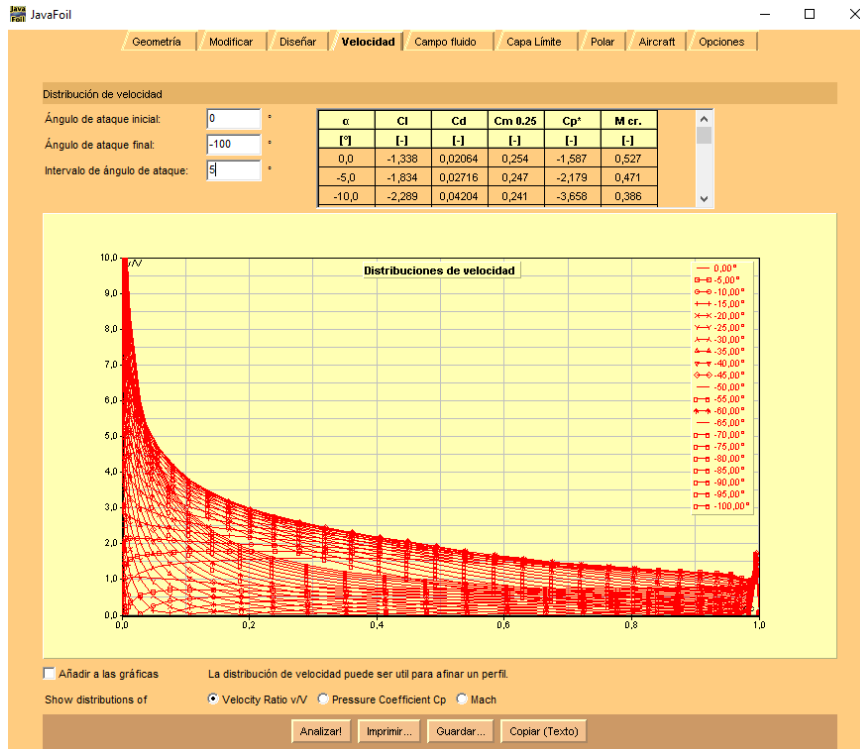 Java Foil JavaFoil
Geometría Modificar Diseñar Velocidad Campo fluido Capa Límite Polar Aircraft Opciones
Distribución de velocidad
Ángulo de ataque inicial: 0 °
Ángulo de ataque final: -100 °
Intervalo de ángulo de ataque: 5 °
α Cl Cd Cm 0.25 Cp* M cr.
[°] [-] [-] [-] [-] [-]
0,0 -1,338 0,02064 0,254 -1,587 0,527
-5,0 -1,834 0,02716 0,247 -2,179 0,471
-10,0 -2,289 0,04204 0,241 -3,658 0,386
Distribuciones de velocidad
10,0
9,0
8,0
7,0
6,0
5,0
4,0
3,0
2,0
1,0
0,0
0,0 0,2 0,4 0,6 0,8 1,0
0,00°
-5,00°
-10,00°
-15,00°
-20,00°
-25,00°
-30,00°
-35,00°
-40,00°
-45,00°
-50,00°
-55,00°
-60,00°
-65,00°
-70,00°
-75,00°
-80,00°
-85,00°
-90,00°
-95,00°
-100,00°
Añadir a las gráficas La distribución de velocidad puede ser util para afinar un perfil.
Show distributions of Velocity Ratio v/V Pressure Coefficient Cp Mach
Analizar! Imprimir... Guardar... Copiar (Texto)